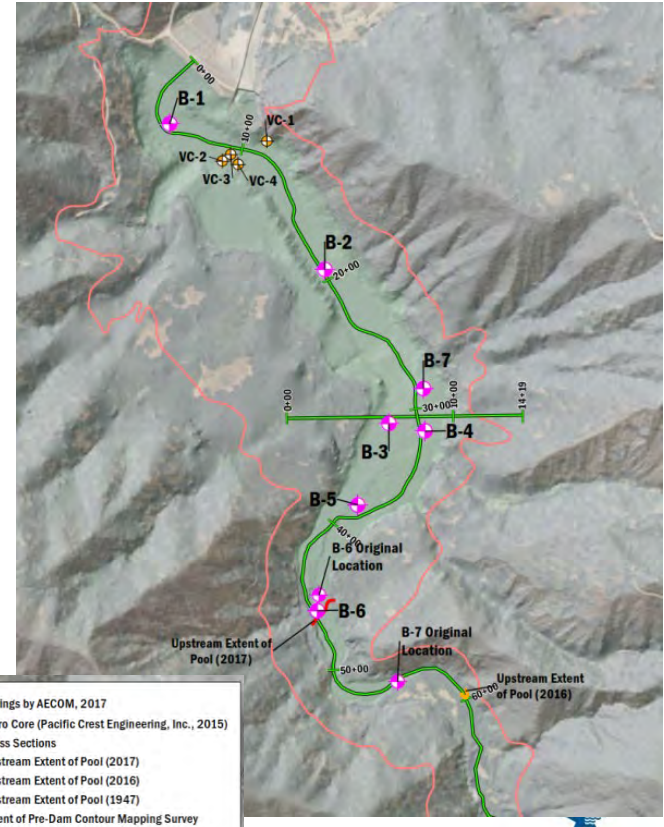 0+00
B-1
10+00
VC-1
VC-2
VC-3
VC-4
B-2
20+00
B-7
0+00
30+00
10+00
14+19
B-3
B-4
B-5
40+00
B-6 Original
Location
B-6
Upstream Extent of
Pool (2017)
B-7 Original
Location
50+00
60+00
Upstream Extent
of Pool (2016)
ings by AECOM, 2017
ro Core (Pacific Crest Engineering, Inc., 2015)
ss Sections
stream Extent of Pool (2017)
stream Extent of Pool (2016)
stream Extent of Pool (1947)
ent of Pre-Dam Contour Mapping Survey